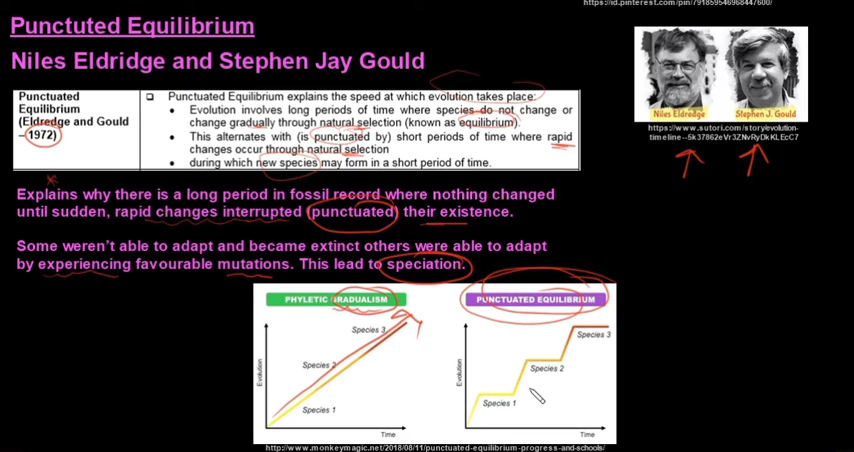 https://id.pinterest.com/pin/791859546968447600/
Punctuted Equilibrium
Niles Eldridge and Stephen Jay Gould
Punctuated
Equilibrium
(Eldredge and Gould
–1972)
Punctuated Equilibrium explains the speed at which evolution takes place:
Evolution involves long periods of time where species do not change or
change gradually through natural selection (known as equilibrium).
This alternates with (is punctuated by) short periods of time where rapid
changes occur through natural selection
during which new species may form in a short period of time.
Niles Eldredge
Stephen J. Gould
https://www.sutori.com/story/evolution-
timeline--5k37862eVr3ZNvRyDkKLEcC7
Explains why there is a long period in fossil record where nothing changed
until sudden, rapid changes interrupted (punctuated) their existence.
Some weren't able to adapt and became extinct others were able to adapt
by experiencing favourable mutations. This lead to speciation.
PHYLETIC GRADUALISM
Evolution
Species 3
Species 2
Species 1
Time
PUNCTUATED EQUILIBRIUM
Evolution
Species 3
Species 2
Species 1
Time
http://www.monkeymagic.net/2018/08/11/punctuated-equilibrium-progress-and-schools/